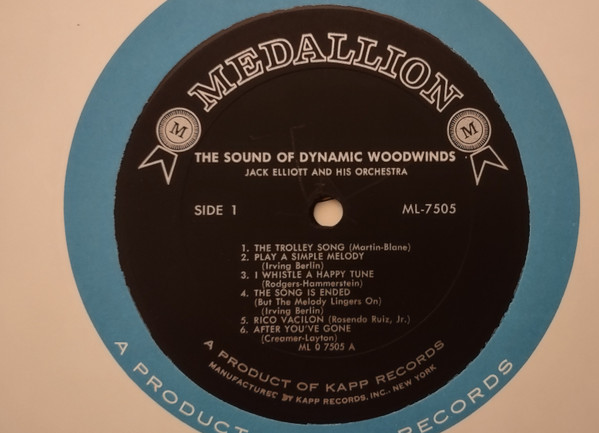 MEDALLION
M
M
THE SOUND OF DYNAMIC WOODWINDS
JACK ELLIOTT AND HIS ORCHESTRA
SIDE 1
ML-7505
1. THE TROLLEY SONG (Martin-Blane)
2. PLAY A SIMPLE MELODY
(Irving Berlin)
3. I WHISTLE A HAPPY TUNE
(Rodgers-Hammerstein)
4. THE SONG IS ENDED
(But The Melody Lingers On)
(Irving Berlin)
5. RICO VACILON (Rosendo Ruiz, Jr.)
6. AFTER YOU'VE GONE
(Creamer-Layton)
ML 0 7505 A
A PRODUCT OF KAPP RECORDS
MANUFACTURED BY KAPP RECORDS, INC., NEW YORK
A PRODUCT
RECORDS